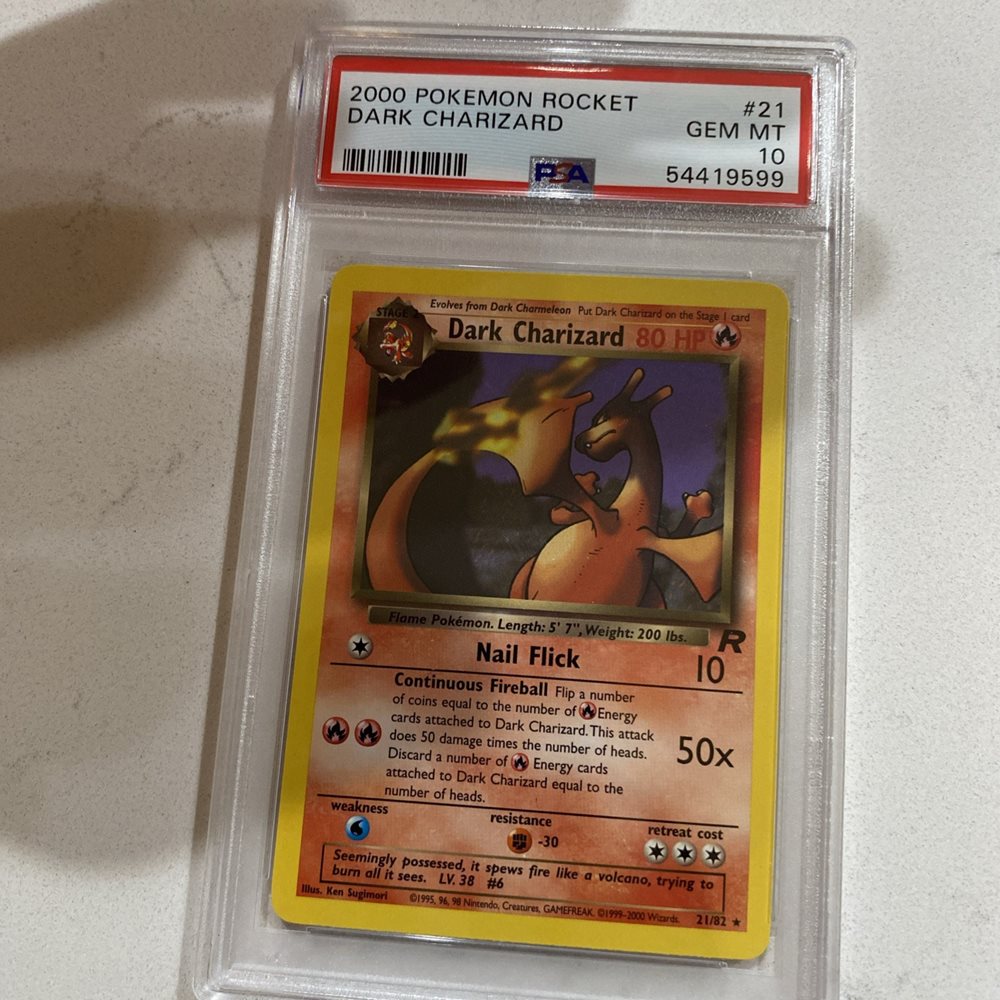 2000 POKEMON ROCKET #21
DARK CHARIZARD GEM MT
10
PSA 54419599
STAGE 2 Evolves from Dark Charmeleon Put Dark Charizard on the Stage 1 card
Dark Charizard 80 HP
Flame Pokémon. Length: 5' 7", Weight: 200 lbs.
R
Nail Flick 10
Continuous Fireball Flip a number
of coins equal to the number of Energy
cards attached to Dark Charizard. This attack
does 50 damage times the number of heads.
Discard a number of Energy cards
attached to Dark Charizard equal to the
number of heads.
50x
weakness resistance retreat cost
-30
Seemingly possessed, it spews fire like a volcano, trying to
burn all it sees. LV. 38 #6
Illus. Ken Sugimori ©1995, 96, 98 Nintendo, Creatures, GAMEFREAK. ©1999-2000 Wizards. 21/82 ★